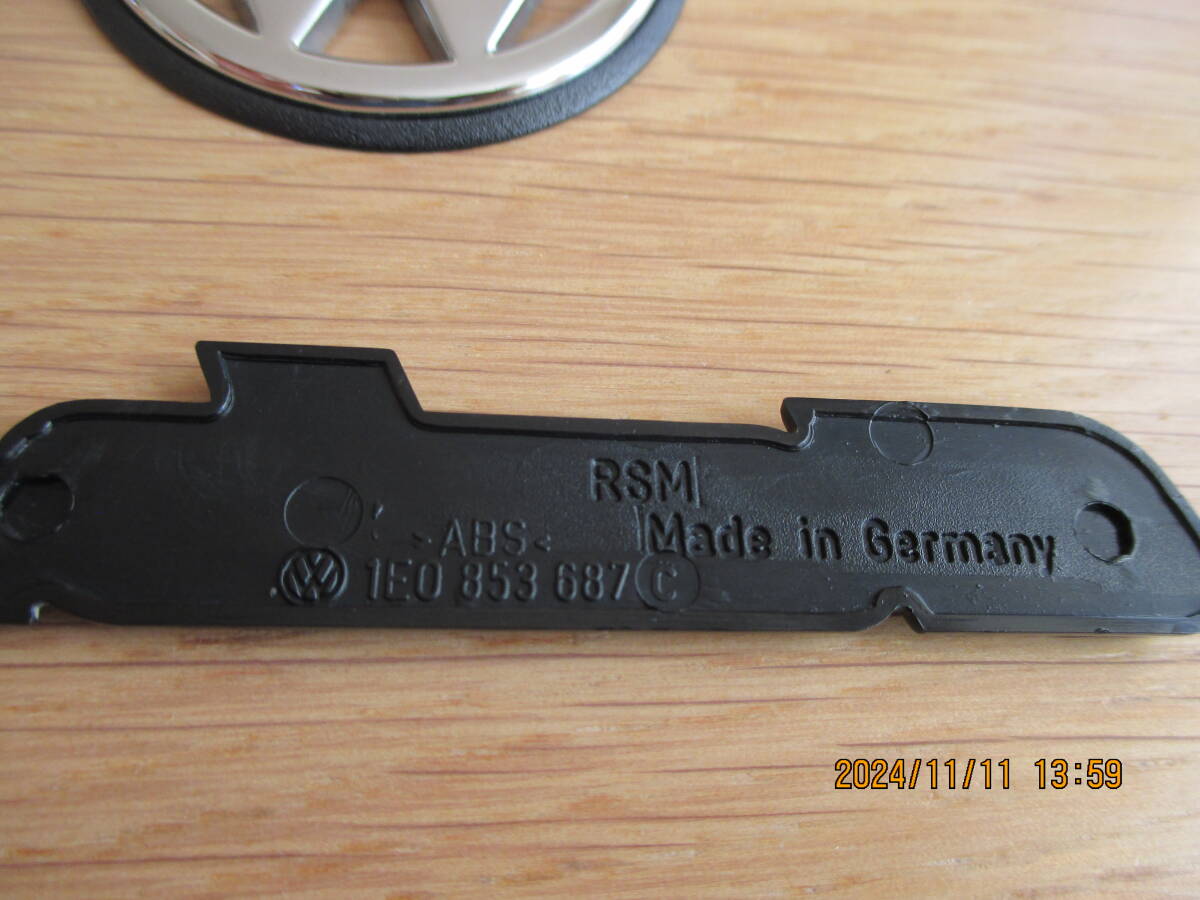 RSM
Made in Germany
>ABS<
1E0 853 687 C
2024/11/11 13:59